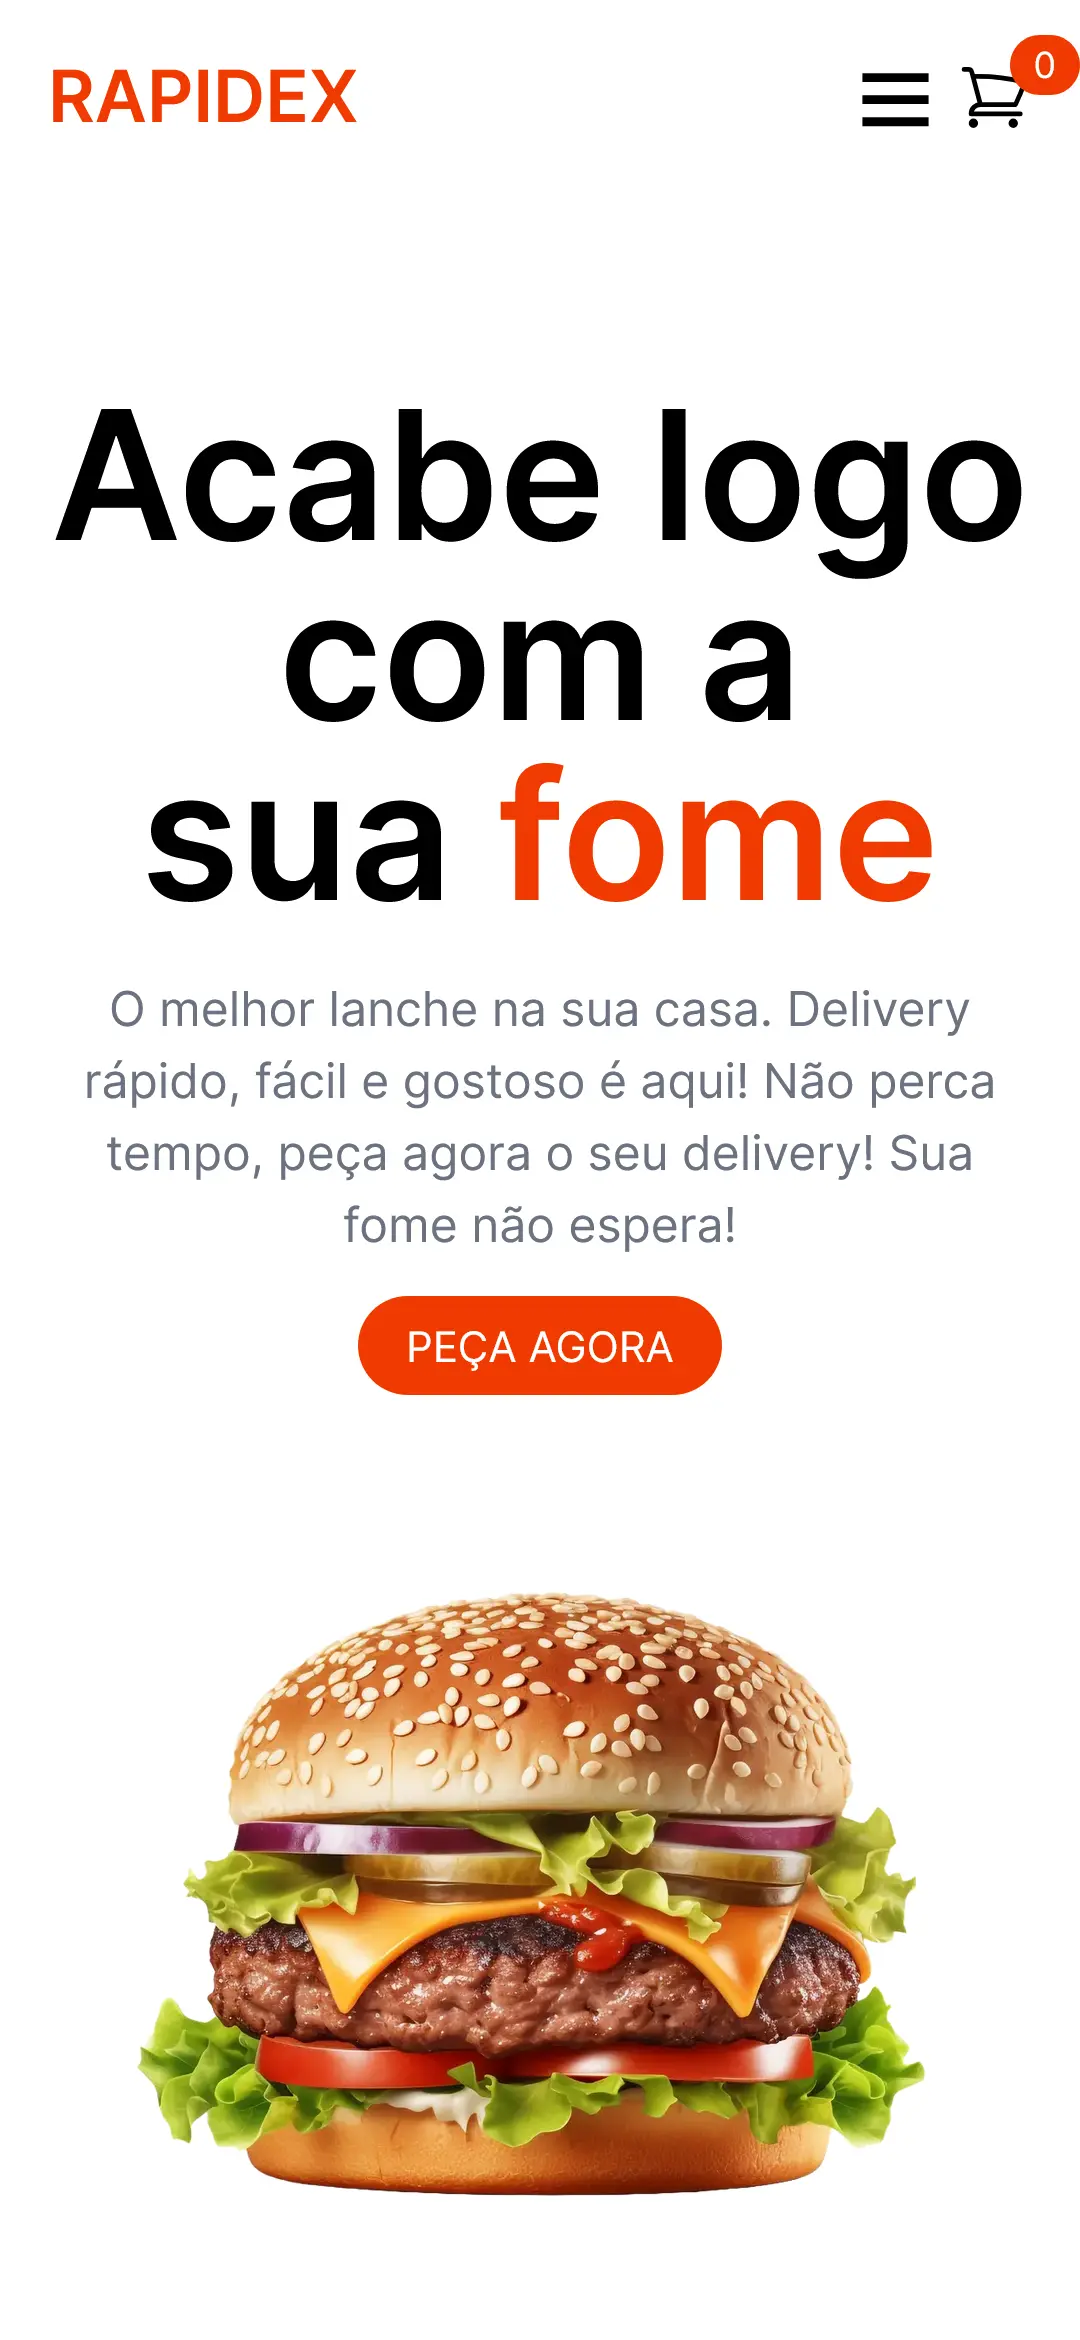 RAPIDEX
0
Acabe logo
com a
sua fome
O melhor lanche na sua casa. Delivery
rápido, fácil e gostoso é aqui! Não perca
tempo, peça agora o seu delivery! Sua
fome não espera!
PEÇA AGORA